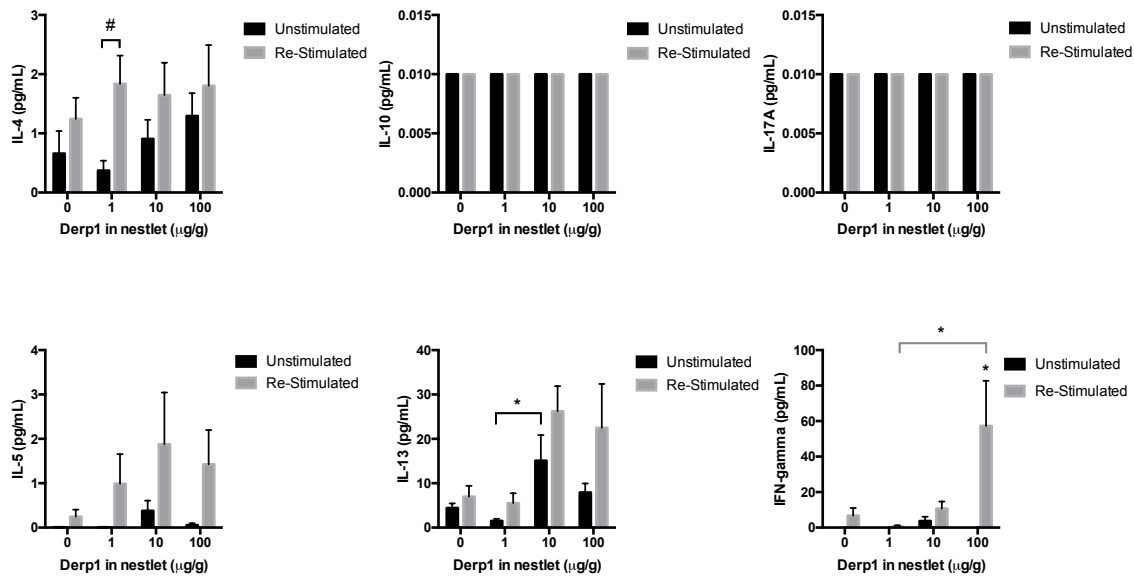 IL-4 (pg/mL)
4
3
2
1
0
#
0 1 10 100
Derp1 in nestlet (μg/g)
Unstimulated
Re-Stimulated
IL-10 (pg/mL)
0.015
0.010
0.005
0.000
0 1 10 100
Derp1 in nestlet (μg/g)
Unstimulated
Re-Stimulated
IL-17A (pg/mL)
0.015
0.010
0.005
0.000
0 1 10 100
Derp1 in nestlet (μg/g)
Unstimulated
Re-Stimulated
IL-5 (pg/mL)
4
3
2
1
0
0 1 10 100
Derp1 in nestlet (μg/g)
Unstimulated
Re-Stimulated
IL-13 (pg/mL)
40
30
20
10
0
*
0 1 10 100
Derp1 in nestlet (μg/g)
Unstimulated
Re-Stimulated
IFN-gamma (pg/mL)
100
80
60
40
20
0
*
*
0 1 10 100
Derp1 in nestlet (μg/g)
Unstimulated
Re-Stimulated